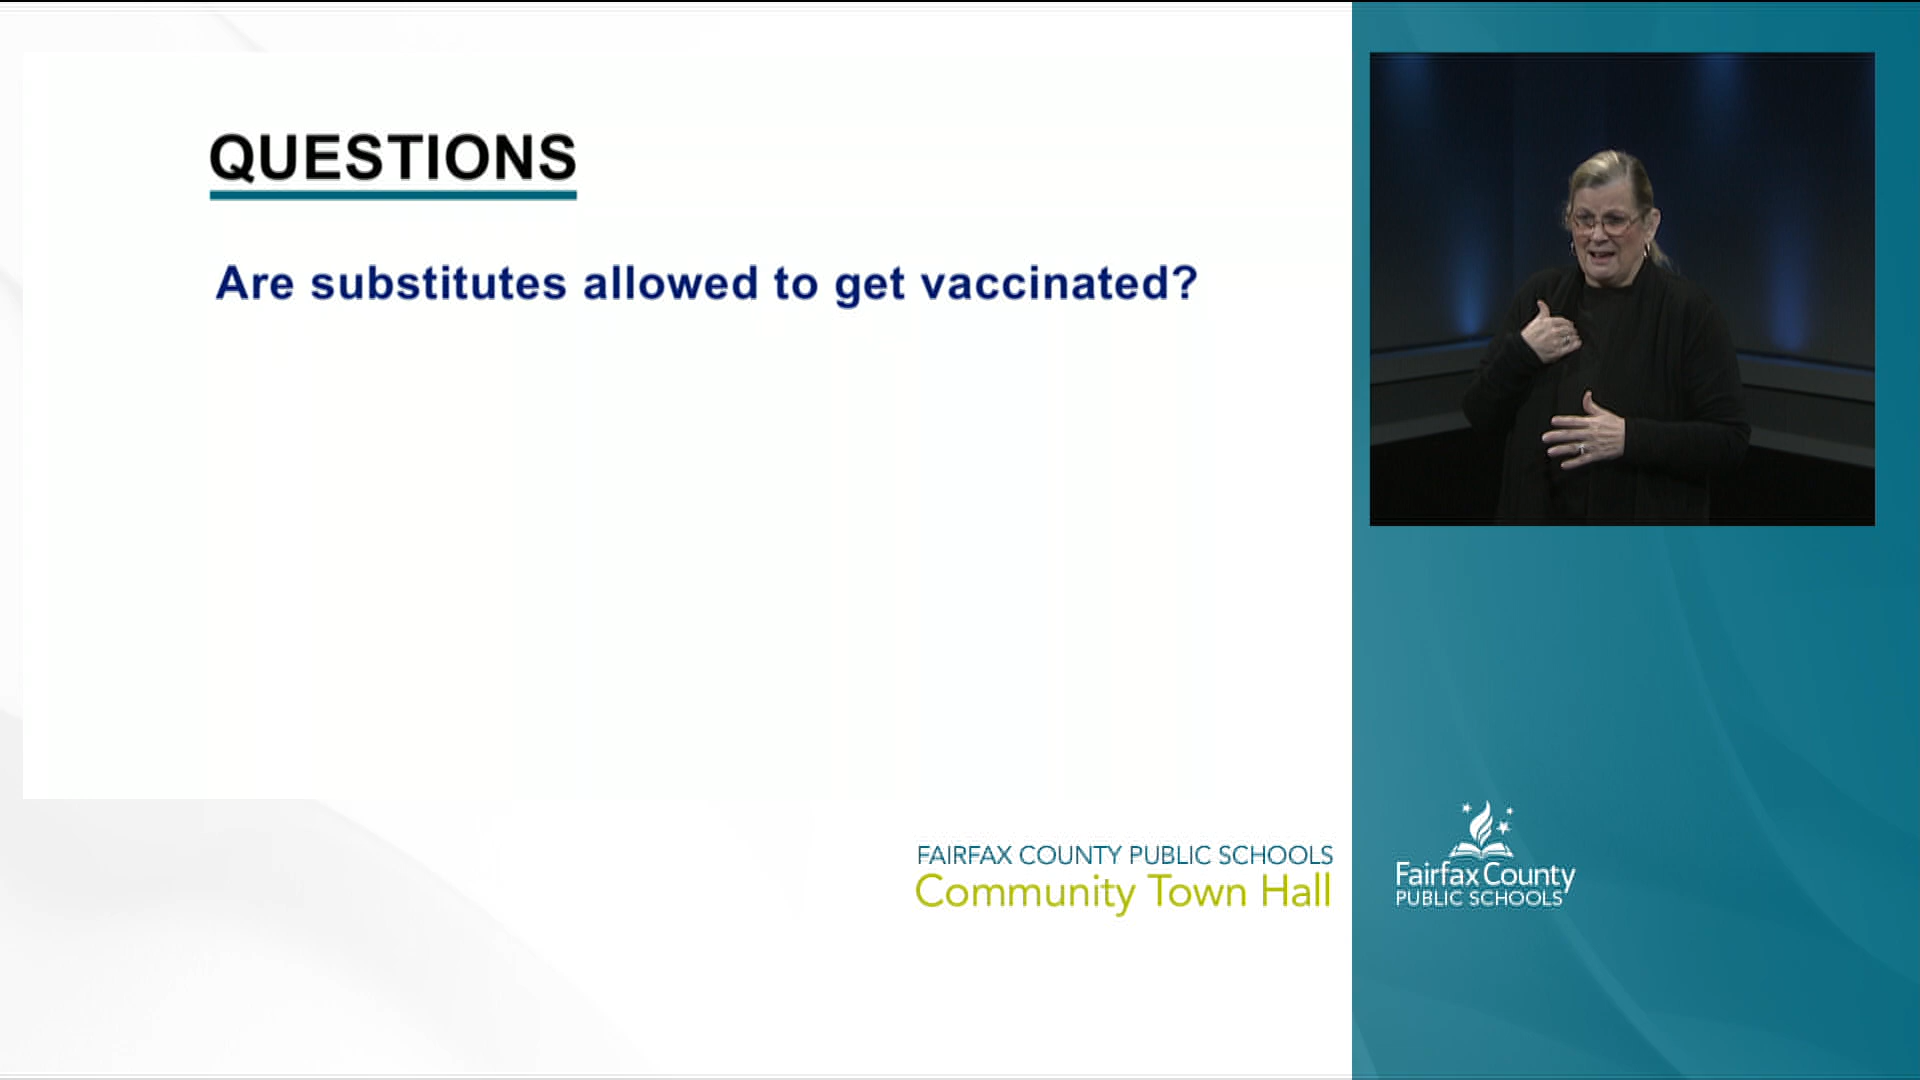 QUESTIONS
Are substitutes allowed to get vaccinated?
FAIRFAX COUNTY PUBLIC SCHOOLS
Community Town Hall
Fairfax County
PUBLIC SCHOOLS